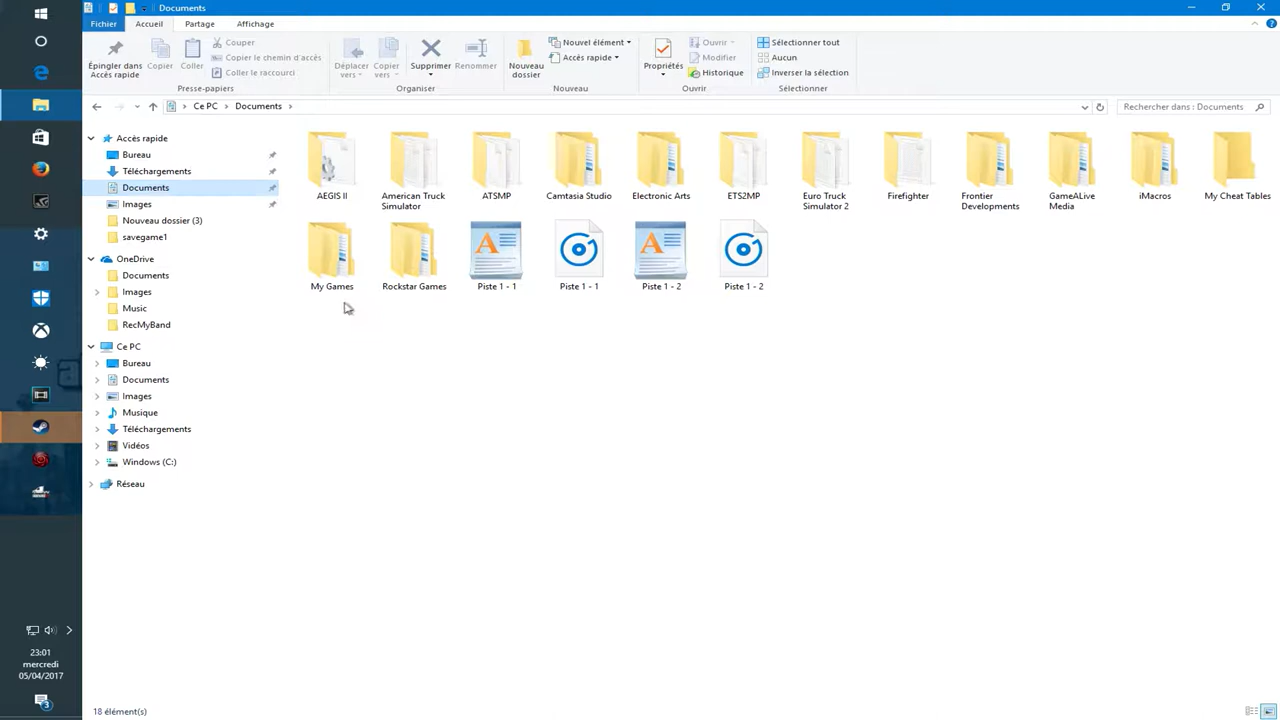 Documents
Fichier
Accueil
Partage
Affichage
Épingler dans
Accès rapide
Copier
Coller
Couper
Copier le chemin d'accès
Coller le raccourci
Presse-papiers
Déplacer
vers
Copier
vers
Supprimer
Renommer
Organiser
Nouveau
dossier
Nouvel élément
Accès rapide
Nouveau
Propriétés
Ouvrir
Modifier
Historique
Ouvrir
Sélectionner tout
Aucun
Inverser la sélection
Sélectionner
Ce PC
Documents
Rechercher dans : Documents
Accès rapide
Bureau
Téléchargements
Documents
Images
Nouveau dossier (3)
savegame1
OneDrive
Documents
Images
Music
RecMyBand
Ce PC
Bureau
Documents
Images
Musique
Téléchargements
Vidéos
Windows (C:)
Réseau
AEGIS II
American Truck
Simulator
ATSMP
Camtasia Studio
Electronic Arts
ETS2MP
Euro Truck
Simulator 2
Firefighter
Frontier
Developments
GameALive
Media
iMacros
My Cheat Tables
My Games
Rockstar Games
Piste 1 - 1
Piste 1 - 1
Piste 1 - 2
Piste 1 - 2
23:01
mercredi
05/04/2017
3
18 élément(s)